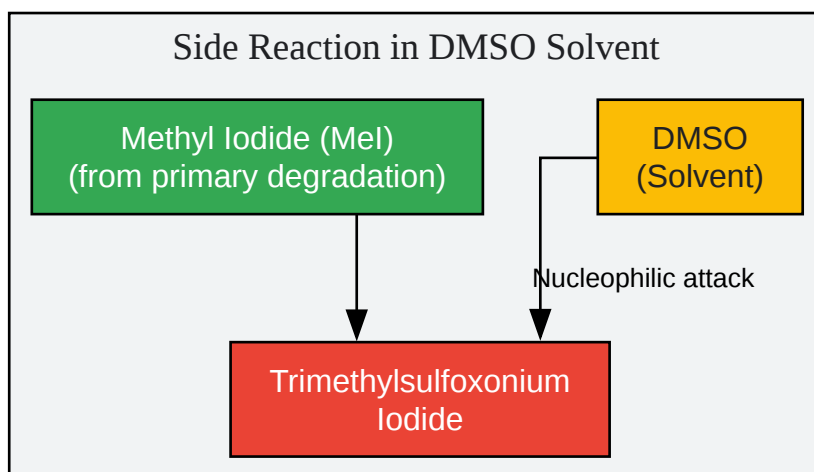 Side Reaction in DMSO Solvent
Methyl Iodide (MeI)
(from primary degradation)
DMSO
(Solvent)
Nucleophilic attack
Trimethylsulfoxonium
Iodide